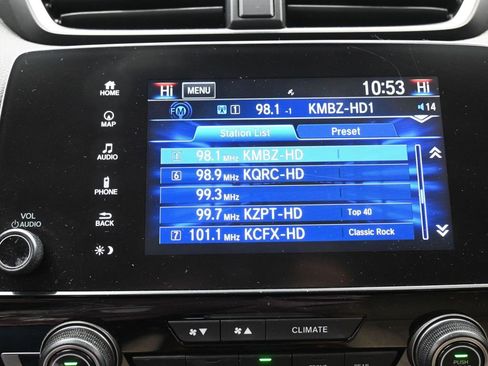 Hi MENU 10:53 Hi
FM 1 98.1 -1 KMBZ-HD1 14
Station List Preset
98.1 MHz KMBZ-HD
6 98.9 MHz KQRC-HD
99.3 MHz
99.7 MHz KZPT-HD Top 40
7 101.1 MHz KCFX-HD Classic Rock
HOME
MAP
AUDIO
PHONE
BACK
VOL
AUDIO
CLIMATE
PUSH